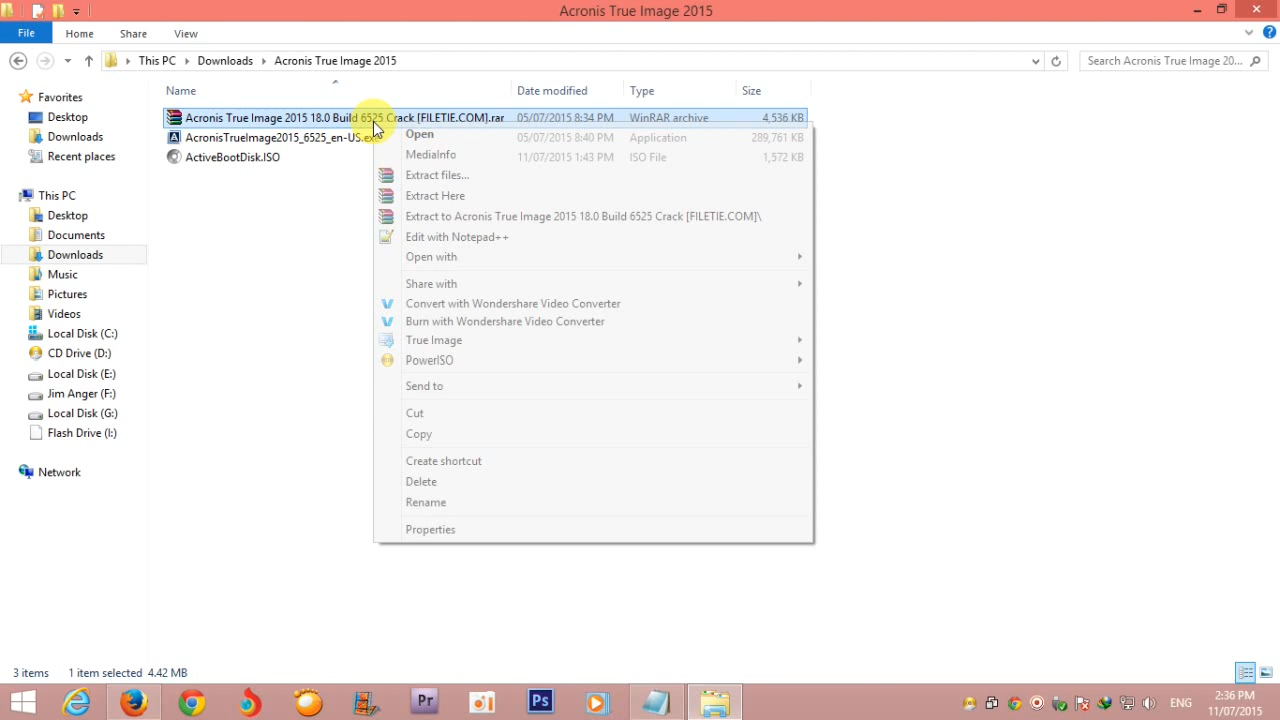 Acronis True Image 2015
File Home Share View
This PC Downloads Acronis True Image 2015 Search Acronis True Image 20...
Name Date modified Type Size
Acronis True Image 2015 18.0 Build 6525 Crack [FILETIE.COM].rar 05/07/2015 8:34 PM WinRAR archive 4,536 KB
AcronisTrueImage2015_6525_en-US.exe 05/07/2015 8:40 PM Application 289,761 KB
ActiveBootDisk.ISO 11/07/2015 1:43 PM ISO File 1,572 KB
Favorites
Desktop
Downloads
Recent places
This PC
Desktop
Documents
Downloads
Music
Pictures
Videos
Local Disk (C:)
CD Drive (D:)
Local Disk (E:)
Jim Anger (F:)
Local Disk (G:)
Flash Drive (I:)
Network
Open
MediaInfo
Extract files...
Extract Here
Extract to Acronis True Image 2015 18.0 Build 6525 Crack [FILETIE.COM]\
Edit with Notepad++
Open with
Share with
Convert with Wondershare Video Converter
Burn with Wondershare Video Converter
True Image
PowerISO
Send to
Cut
Copy
Create shortcut
Delete
Rename
Properties
3 items 1 item selected 4.42 MB
Pr Ps ENG 2:36 PM
11/07/2015